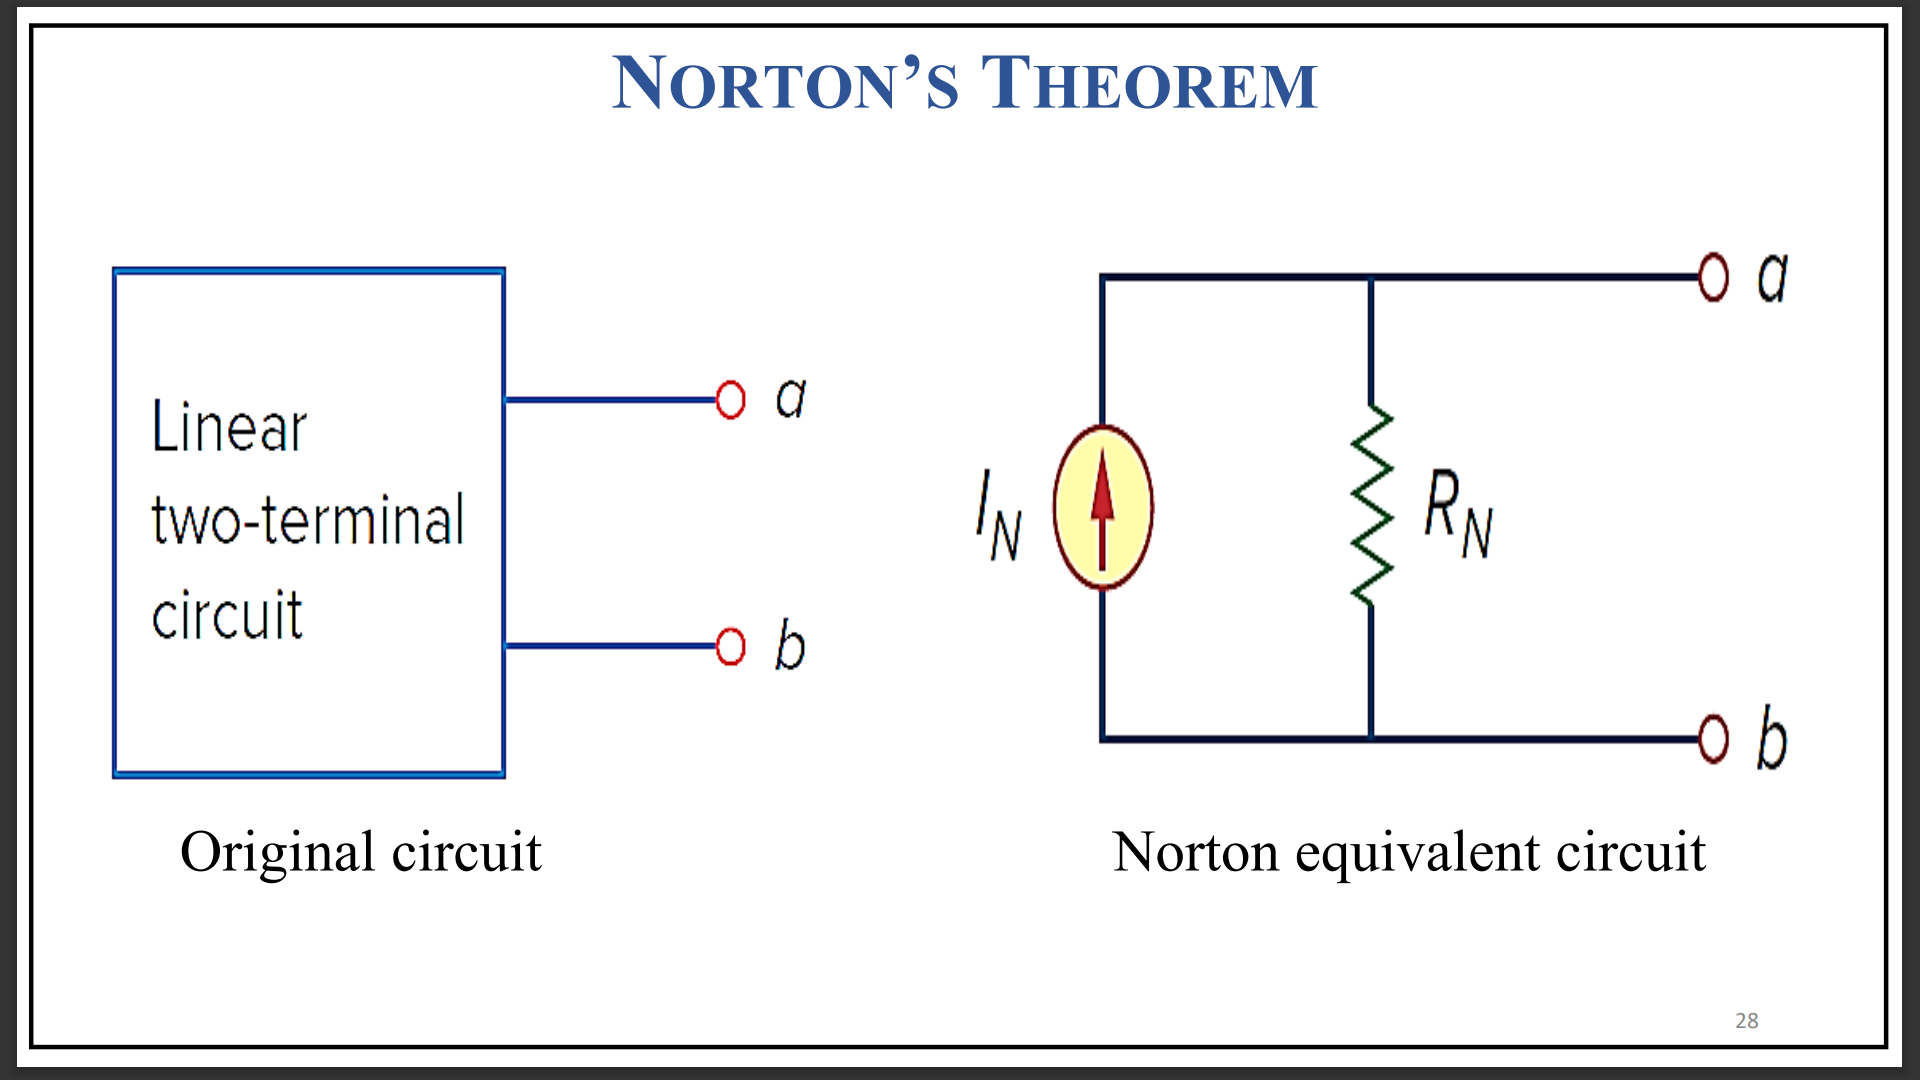 NORTON'S THEOREM
Linear
two-terminal
circuit
a
b
Original circuit
I_N
R_N
a
b
Norton equivalent circuit
28